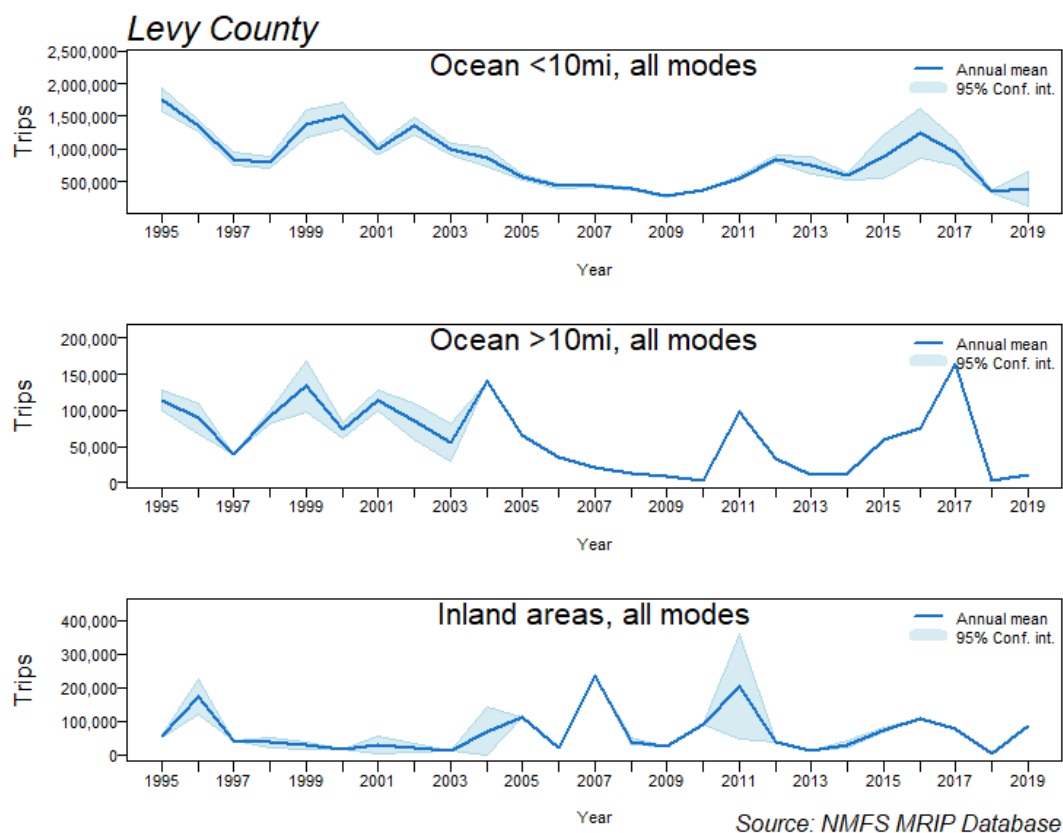 Levy County
Ocean <10mi, all modes
Annual mean
95% Conf. int.
Trips
2,500,000
2,000,000
1,500,000
1,000,000
500,000
1995 1997 1999 2001 2003 2005 2007 2009 2011 2013 2015 2017 2019
Year
Ocean >10mi, all modes
Annual mean
95% Conf. int.
Trips
200,000
150,000
100,000
50,000
0
1995 1997 1999 2001 2003 2005 2007 2009 2011 2013 2015 2017 2019
Year
Inland areas, all modes
Annual mean
95% Conf. int.
Trips
400,000
300,000
200,000
100,000
0
1995 1997 1999 2001 2003 2005 2007 2009 2011 2013 2015 2017 2019
Year
Source: NMFS MRIP Database